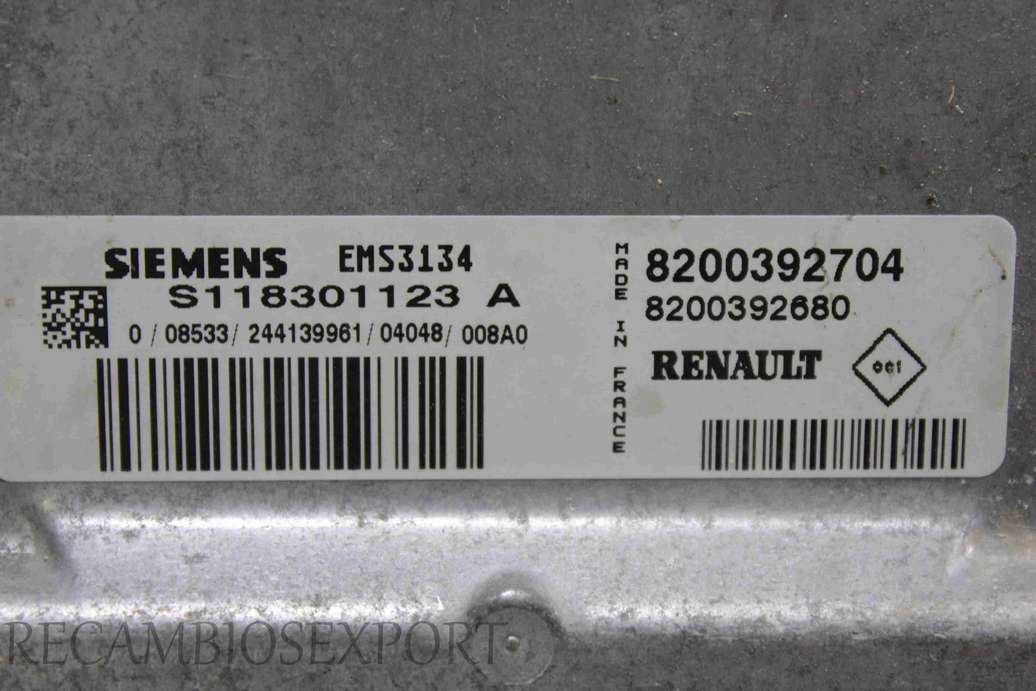 SIEMENS EMS3134
S118301123 A
0 / 08533 / 244139961 / 04048 / 008A0
MADE IN FRANCE
8200392704
8200392680
RENAULT
RECAMBIOSEXPORT